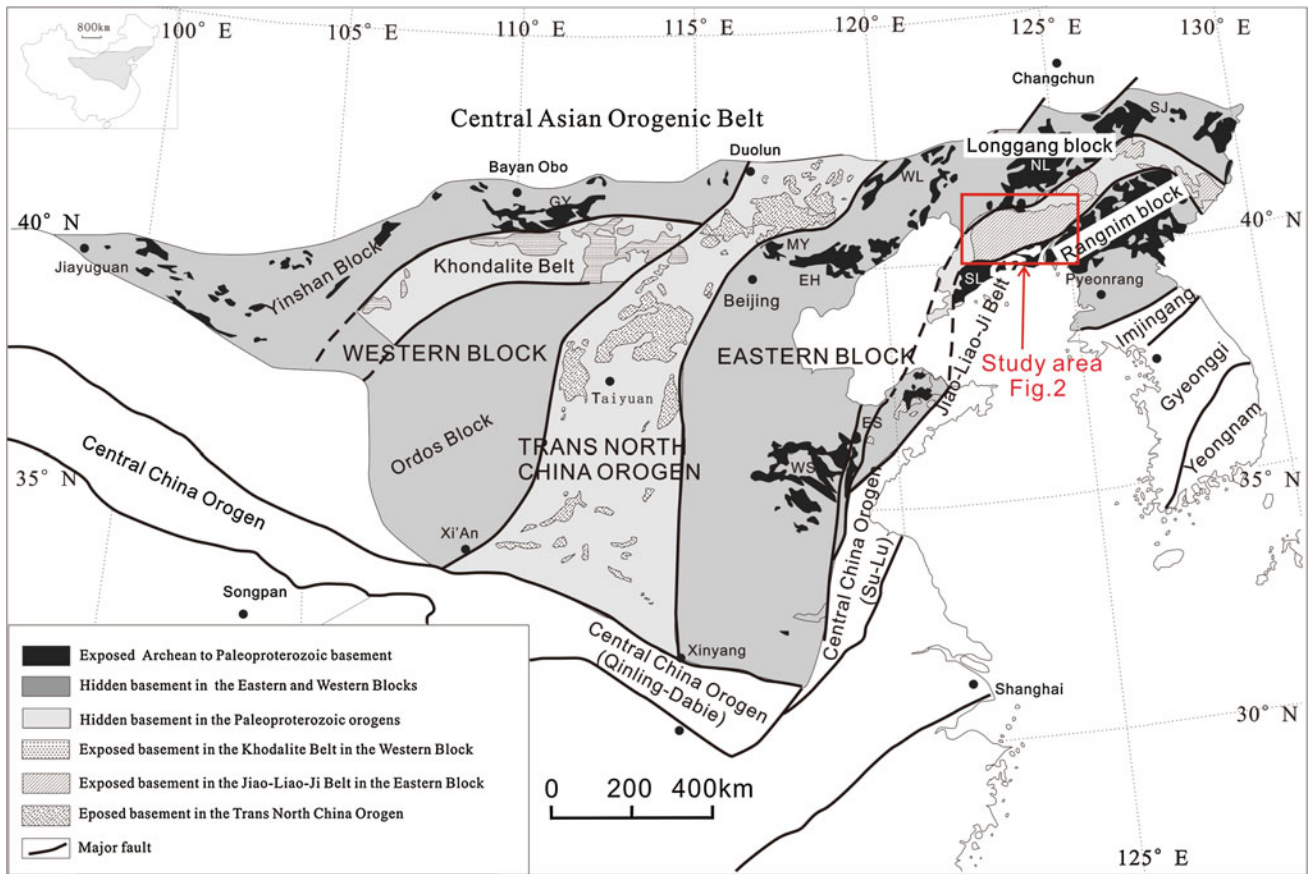 800km
100° E
105° E
110° E
115° E
120° E
125° E
130° E
Changchun
Central Asian Orogenic Belt
Duolun
Bayan Obo
SJ
Longgang block
NL
WL
GY
40° N
40° N
Jiayuguan
Yinshan Block
Khondalite Belt
MY
EH
Beijing
Rangnim block
SL
Pyeonrang
Imjingang
WESTERN BLOCK
EASTERN BLOCK
Jiao-Liao-Ji Belt
Study area
Fig.2
Gyeonggi
Yeongnam
Taiyuan
Ordos Block
TRANS NORTH
CHINA OROGEN
ES
WS
35° N
35° N
Central China Orogen
Xi'An
Central China Orogen
(Su-Lu)
Songpan
Central China Orogen
(Qinling-Dabie)
Xinyang
Shanghai
30° N
0 200 400km
125° E
Exposed Archean to Paleoproterozoic basement
Hidden basement in the Eastern and Western Blocks
Hidden basement in the Paleoproterozoic orogens
Exposed basement in the Khodalite Belt in the Western Block
Exposed basement in the Jiao-Liao-Ji Belt in the Eastern Block
Eposed basement in the Trans North China Orogen
Major fault